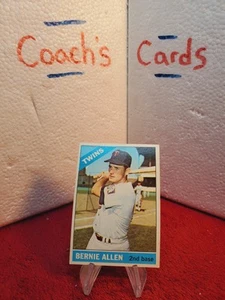 Coach's Cards
TWINS
BERNIE ALLEN 2nd base